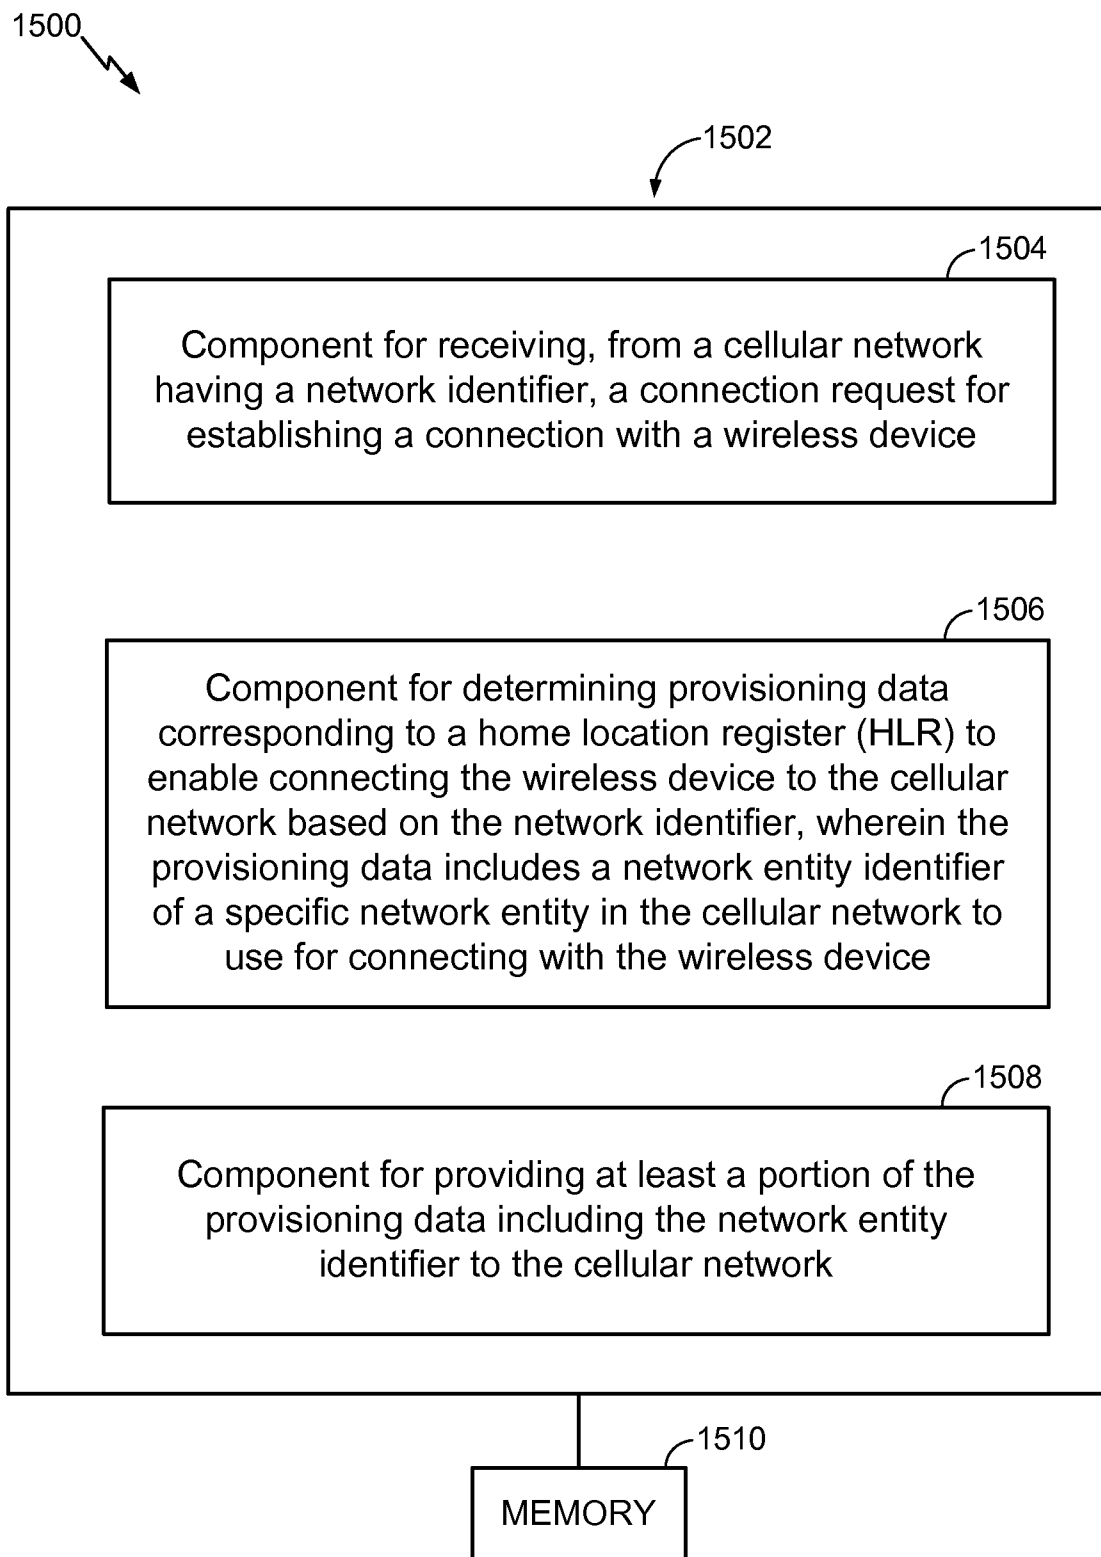 1500
1502
1504
Component for receiving, from a cellular network
having a network identifier, a connection request for
establishing a connection with a wireless device
1506
Component for determining provisioning data
corresponding to a home location register (HLR) to
enable connecting the wireless device to the cellular
network based on the network identifier, wherein the
provisioning data includes a network entity identifier
of a specific network entity in the cellular network to
use for connecting with the wireless device
1508
Component for providing at least a portion of the
provisioning data including the network entity
identifier to the cellular network
1510
MEMORY